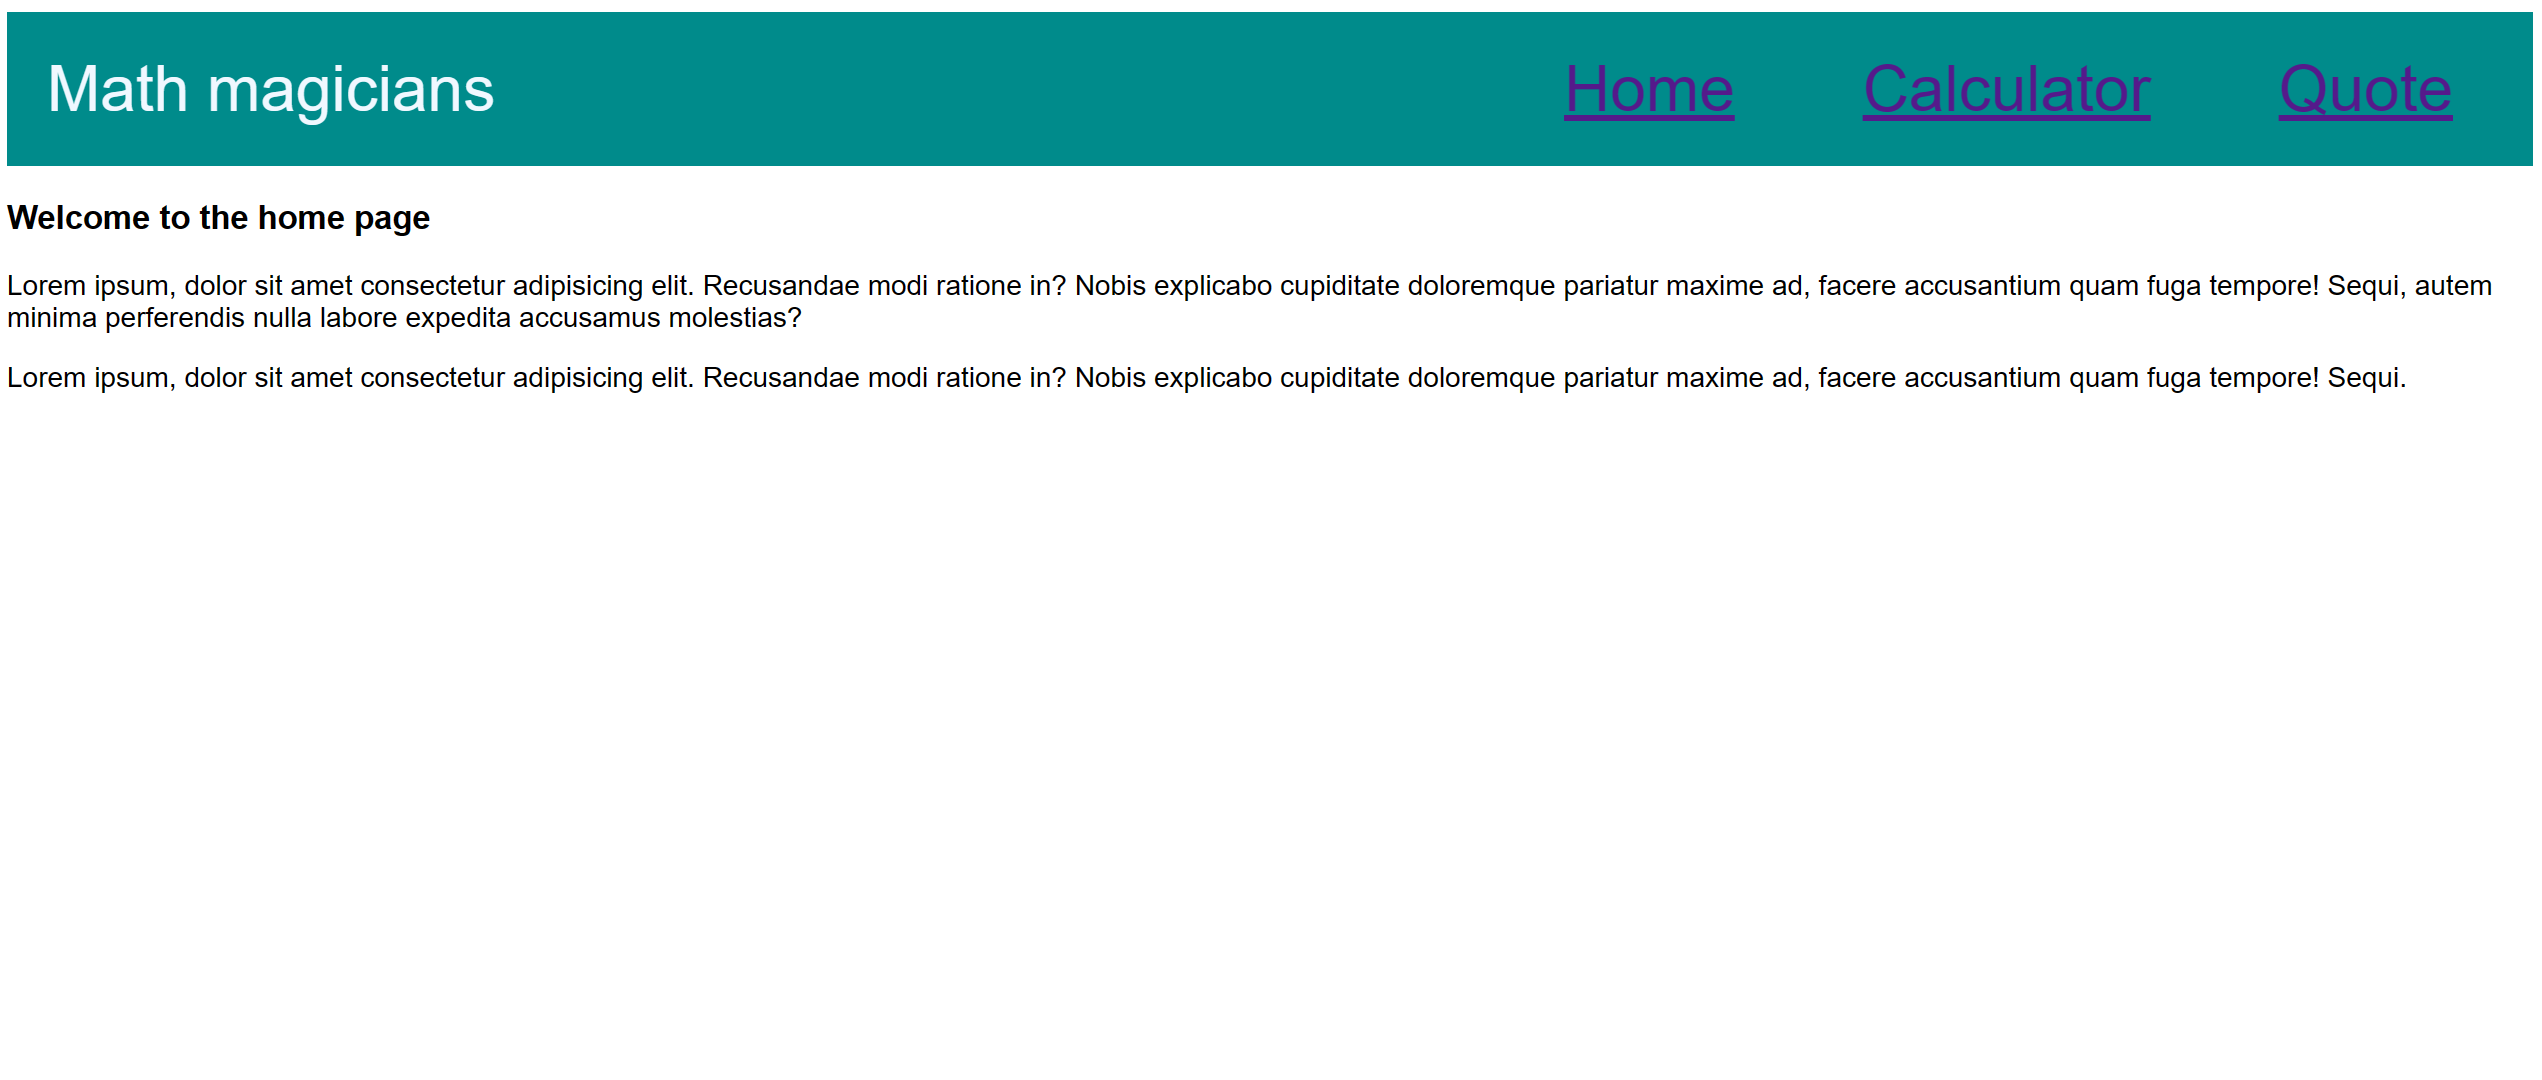 Math magicians Home Calculator Quote
Welcome to the home page
Lorem ipsum, dolor sit amet consectetur adipisicing elit. Recusandae modi ratione in? Nobis explicabo cupiditate doloremque pariatur maxime ad, facere accusantium quam fuga tempore! Sequi, autem
minima perferendis nulla labore expedita accusamus molestias?
Lorem ipsum, dolor sit amet consectetur adipisicing elit. Recusandae modi ratione in? Nobis explicabo cupiditate doloremque pariatur maxime ad, facere accusantium quam fuga tempore! Sequi.